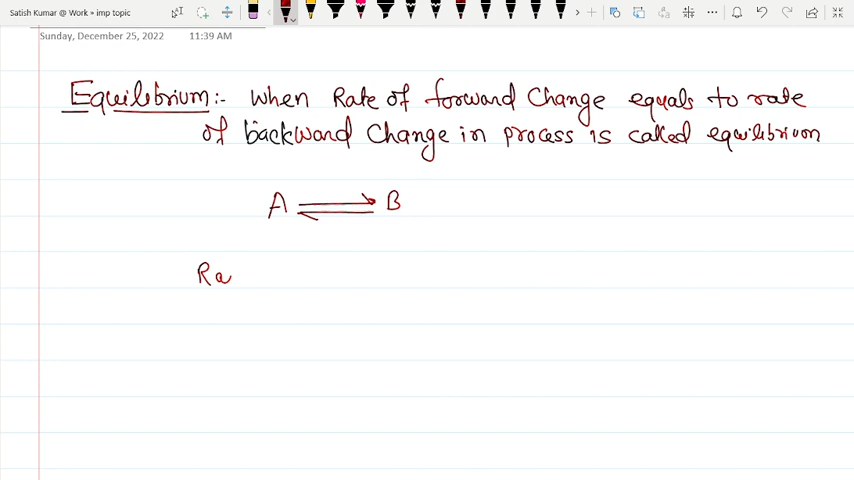 Satish Kumar @ Work » imp topic
Sunday, December 25, 2022 11:39 AM
Equilibrium:- When Rate of forward Change equals to rate
of backward Change in process is called equilibrium
A ⇌ B
Ra